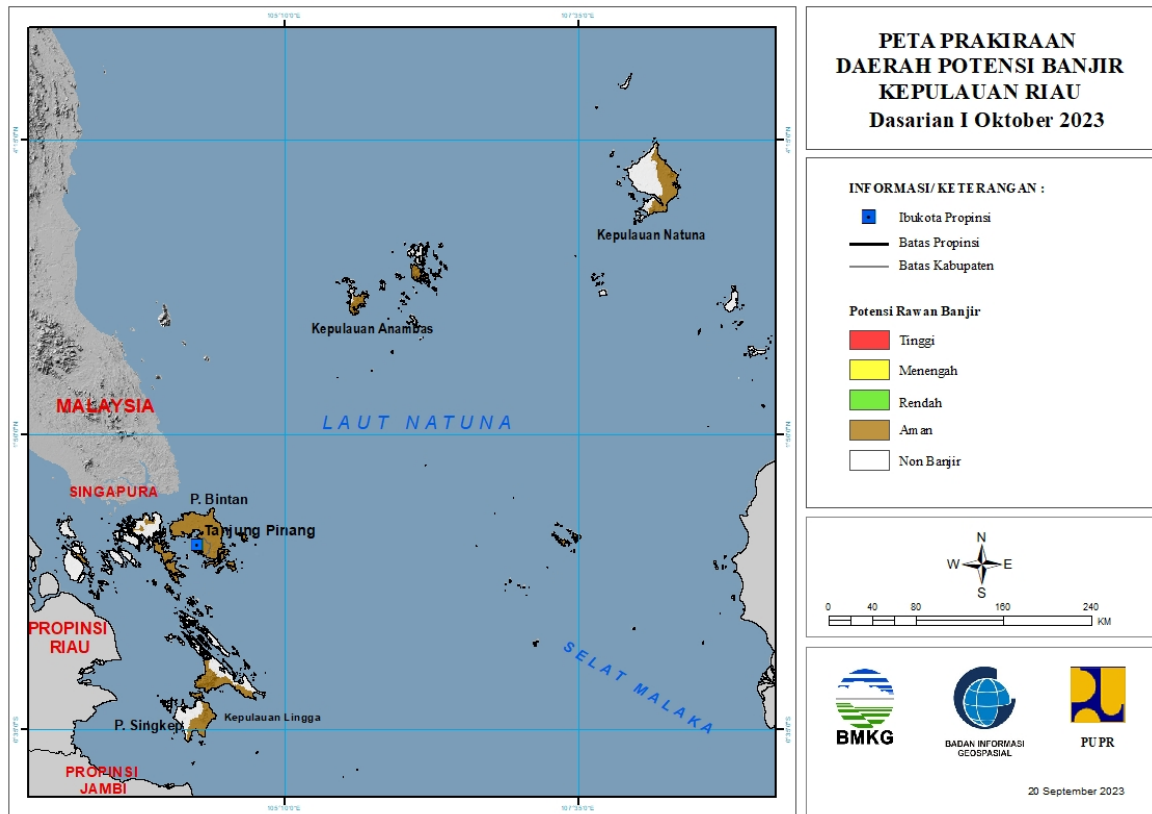 PETA PRAKIRAAN
DAERAH POTENSI BANJIR
KEPULAUAN RIAU
Dasarian I Oktober 2023
INFORMASI/ KETERANGAN :
Ibukota Propinsi
Batas Propinsi
Batas Kabupaten
Potensi Rawan Banjir
Tinggi
Menengah
Rendah
Aman
Non Banjir
N
W
E
S
0 40 80 160 240
KM
BMKG
BADAN INFORMASI
GEOSPASIAL
PUPR
20 September 2023
Kepulauan Natuna
Kepulauan Anambas
MALAYSIA
LAUT NATUNA
SINGAPURA
P. Bintan
Tanjung Pinang
PROPINSI
RIAU
SELAT MALAKA
Kepulauan Lingga
P. Singkep
PROPINSI
JAMBI